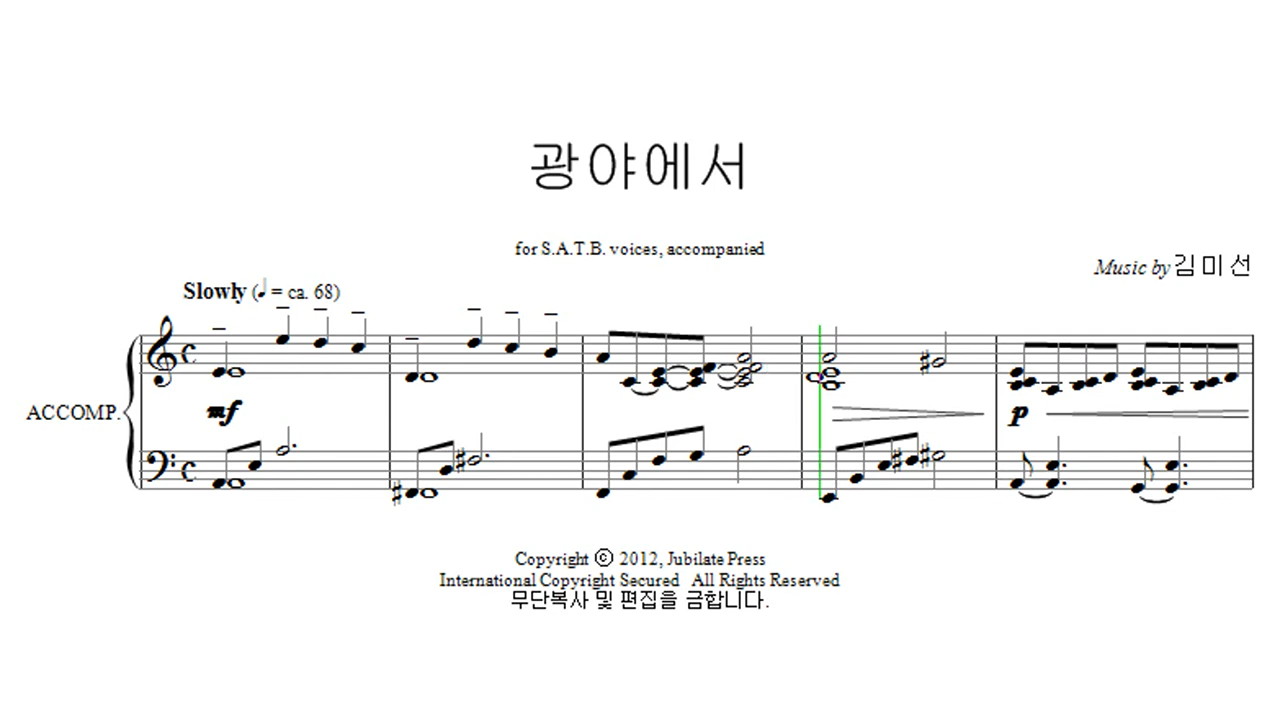 광야에서
for S.A.T.B. voices, accompanied
Music by 김 미 선
Slowly (♩ = ca. 68)
ACCOMP.
mf
p
Copyright © 2012, Jubilate Press
International Copyright Secured All Rights Reserved
무단복사 및 편집을 금합니다.